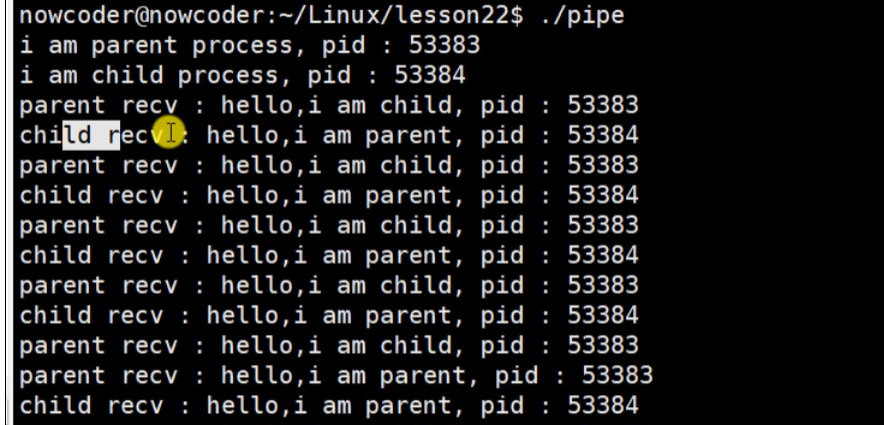 nowcoder@nowcoder:~/Linux/lesson22$ ./pipe
i am parent process, pid : 53383
i am child process, pid : 53384
parent recv : hello,i am child, pid : 53383
child recv : hello,i am parent, pid : 53384
parent recv : hello,i am child, pid : 53383
child recv : hello,i am parent, pid : 53384
parent recv : hello,i am child, pid : 53383
child recv : hello,i am parent, pid : 53384
parent recv : hello,i am child, pid : 53383
child recv : hello,i am parent, pid : 53384
parent recv : hello,i am child, pid : 53383
parent recv : hello,i am parent, pid : 53383
child recv : hello,i am parent, pid : 53384